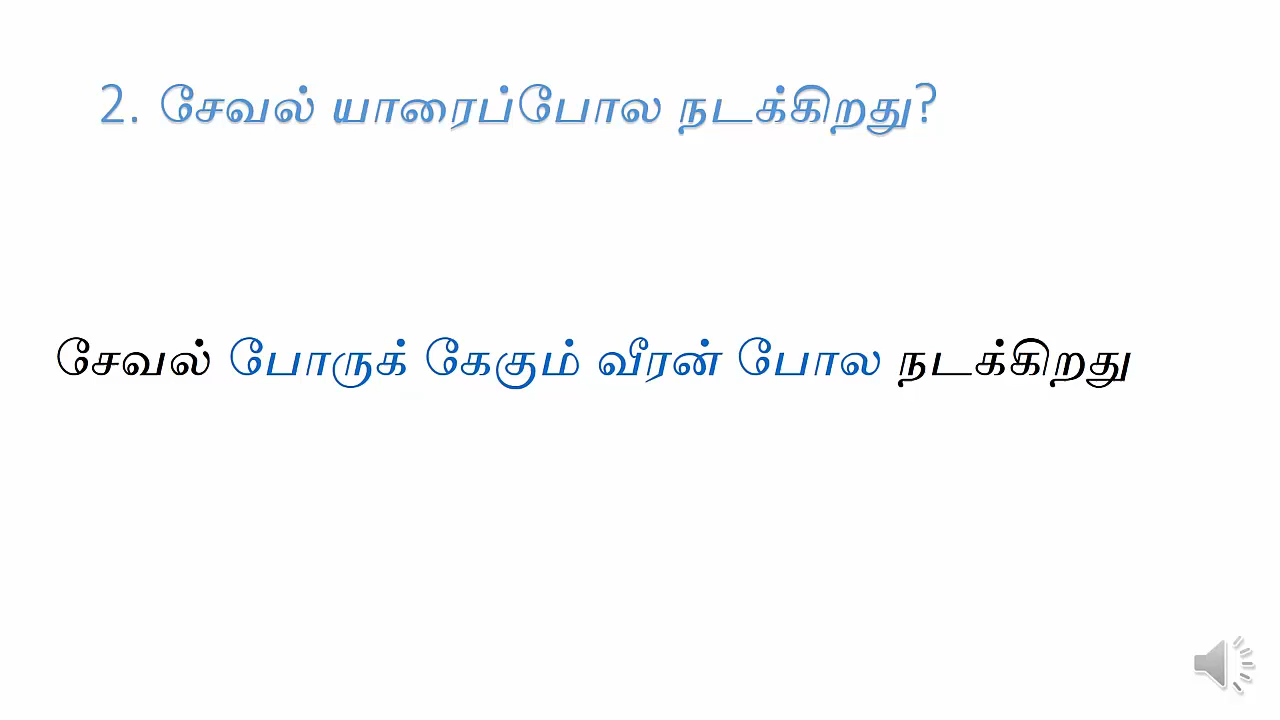 2. சேவல் யாரைப்போல நடக்கிறது?
சேவல் போருக் கேகும் வீரன் போல நடக்கிறது